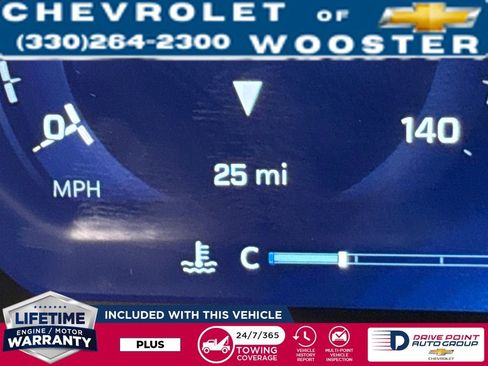 CHEVROLET OF
(330)264-2300 WOOSTER
0
140
25 mi
MPH
C
LIFETIME
ENGINE / MOTOR
WARRANTY
INCLUDED WITH THIS VEHICLE
PLUS
24/7/365
TOWING
COVERAGE
VEHICLE
HISTORY
REPORT
MULTI-POINT
VEHICLE
INSPECTION
DRIVE POINT
AUTO GROUP
CHEVROLET